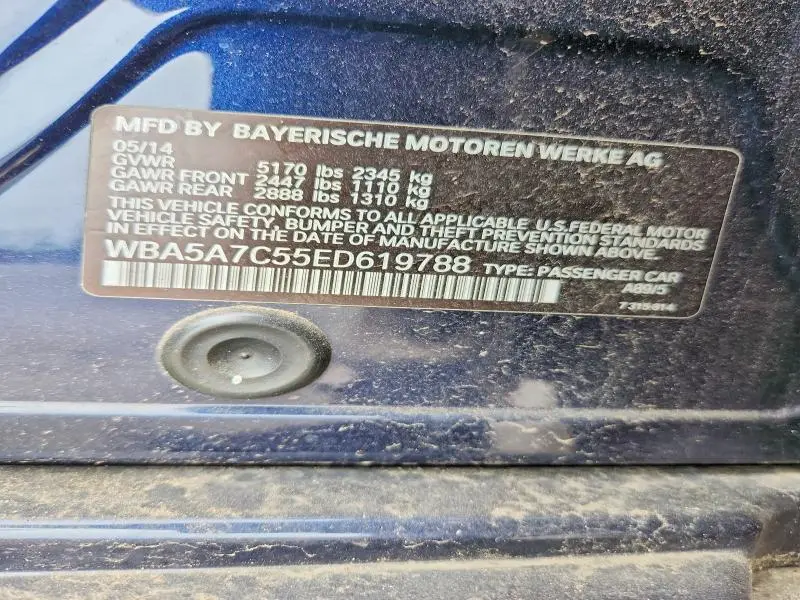 MFD BY BAYERISCHE MOTOREN WERKE AG
05/14
GVWR 5170 lbs 2345 kg
GAWR FRONT 2447 lbs 1110 kg
GAWR REAR 2888 lbs 1310 kg
THIS VEHICLE CONFORMS TO ALL APPLICABLE U.S.FEDERAL MOTOR
VEHICLE SAFETY, BUMPER AND THEFT PREVENTION STANDARDS
IN EFFECT ON THE DATE OF MANUFACTURE SHOWN ABOVE.
WBA5A7C55ED619788 TYPE: PASSENGER CAR